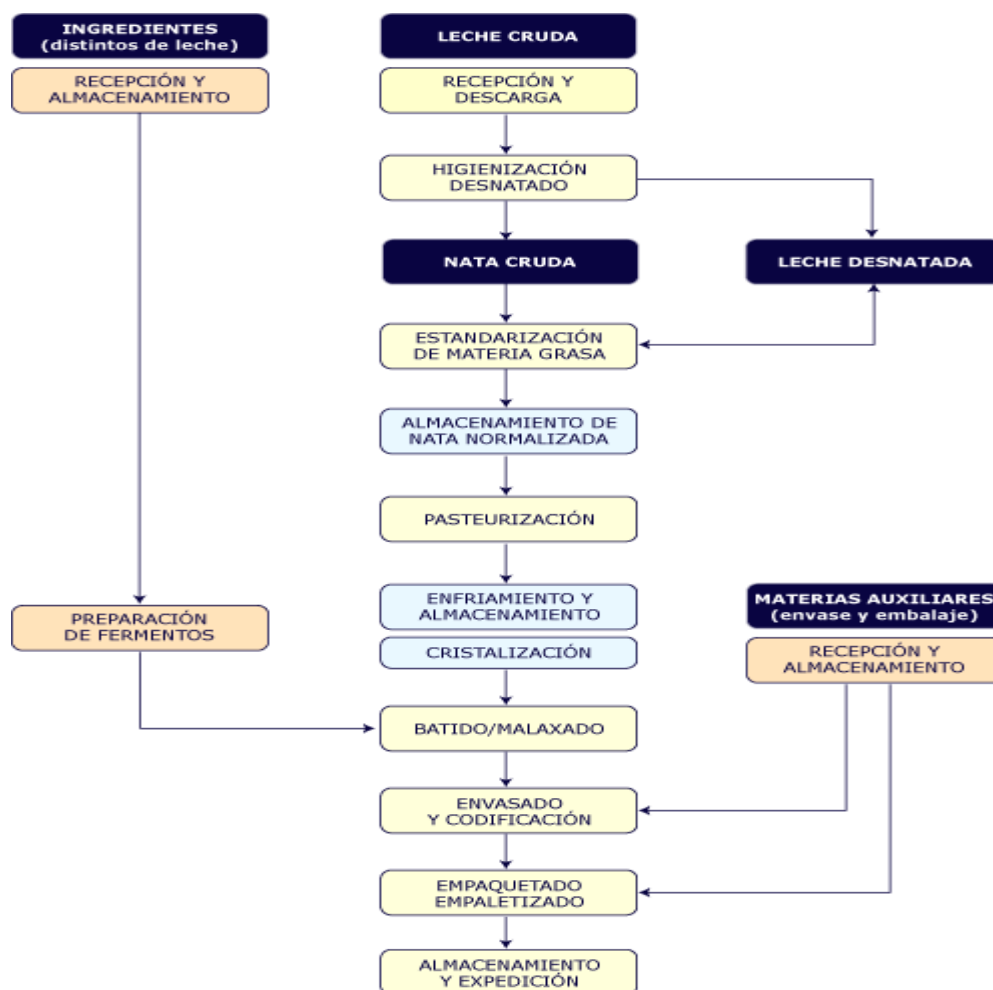 INGREDIENTES
(distintos de leche)
RECEPCIÓN Y
ALMACENAMIENTO
LECHE CRUDA
RECEPCIÓN Y
DESCARGA
HIGIENIZACIÓN
DESNATADO
NATA CRUDA
LECHE DESNATADA
ESTANDARIZACIÓN
DE MATERIA GRASA
ALMACENAMIENTO DE
NATA NORMALIZADA
PASTEURIZACIÓN
ENFRIAMIENTO Y
ALMACENAMIENTO
CRISTALIZACIÓN
PREPARACIÓN
DE FERMENTOS
MATERIAS AUXILIARES
(envase y embalaje)
RECEPCIÓN Y
ALMACENAMIENTO
BATIDO/MALAXADO
ENVASADO
Y CODIFICACIÓN
EMPAQUETADO
EMPALETIZADO
ALMACENAMIENTO
Y EXPEDICIÓN